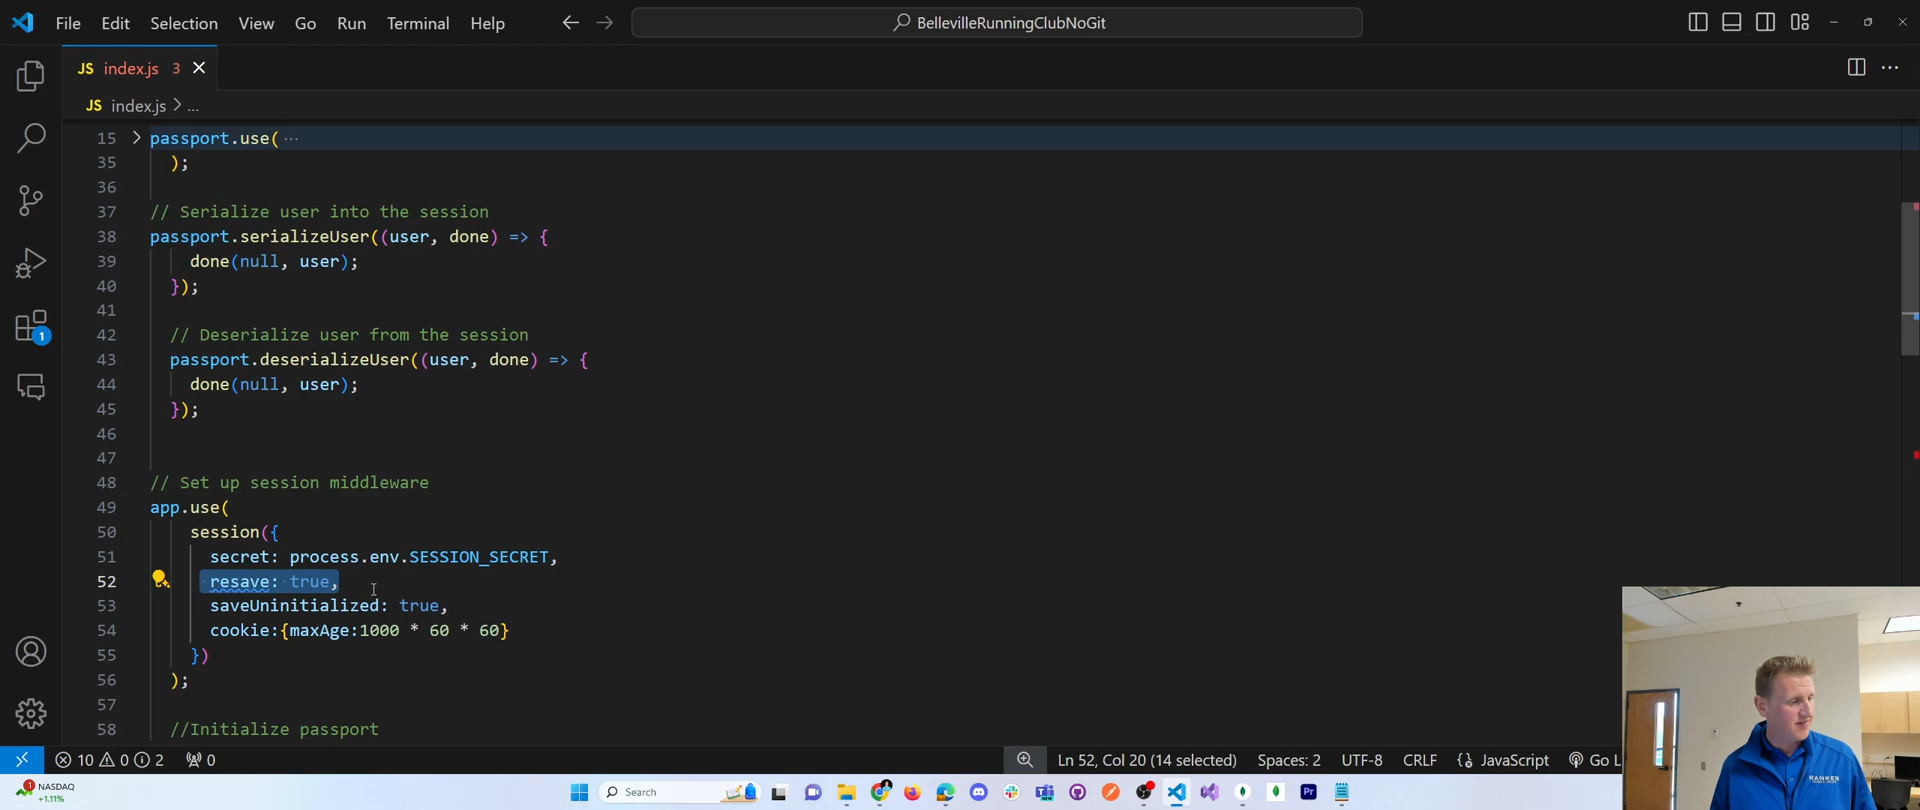 File Edit Selection View Go Run Terminal Help BellevilleRunningClubNoGit
JS index.js 3
JS index.js > ...
15 passport.use( ···
35 );
36
37 // Serialize user into the session
38 passport.serializeUser((user, done) => {
39 done(null, user);
40 });
41
42 // Deserialize user from the session
43 passport.deserializeUser((user, done) => {
44 done(null, user);
45 });
46
47
48 // Set up session middleware
49 app.use(
50 session({
51 secret: process.env.SESSION_SECRET,
52 resave: true,
53 saveUninitialized: true,
54 cookie:{maxAge:1000 * 60 * 60}
55 })
56 );
57
58 //Initialize passport
1
10 0 2 0 Ln 52, Col 20 (14 selected) Spaces: 2 UTF-8 CRLF {} JavaScript Go L
NASDAQ
+1.11%
Search
RANKEN